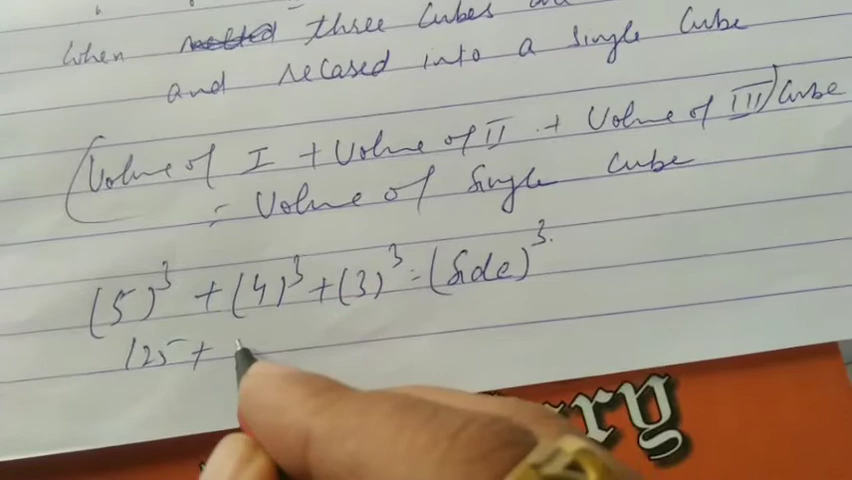 When three Cubes
and recased into a Single Cube
(Volume of I + Volume of II + Volume of III) Cube
= Volume of Single Cube
(5)³ + (4)³ + (3)³ = (Side)³.
125 +